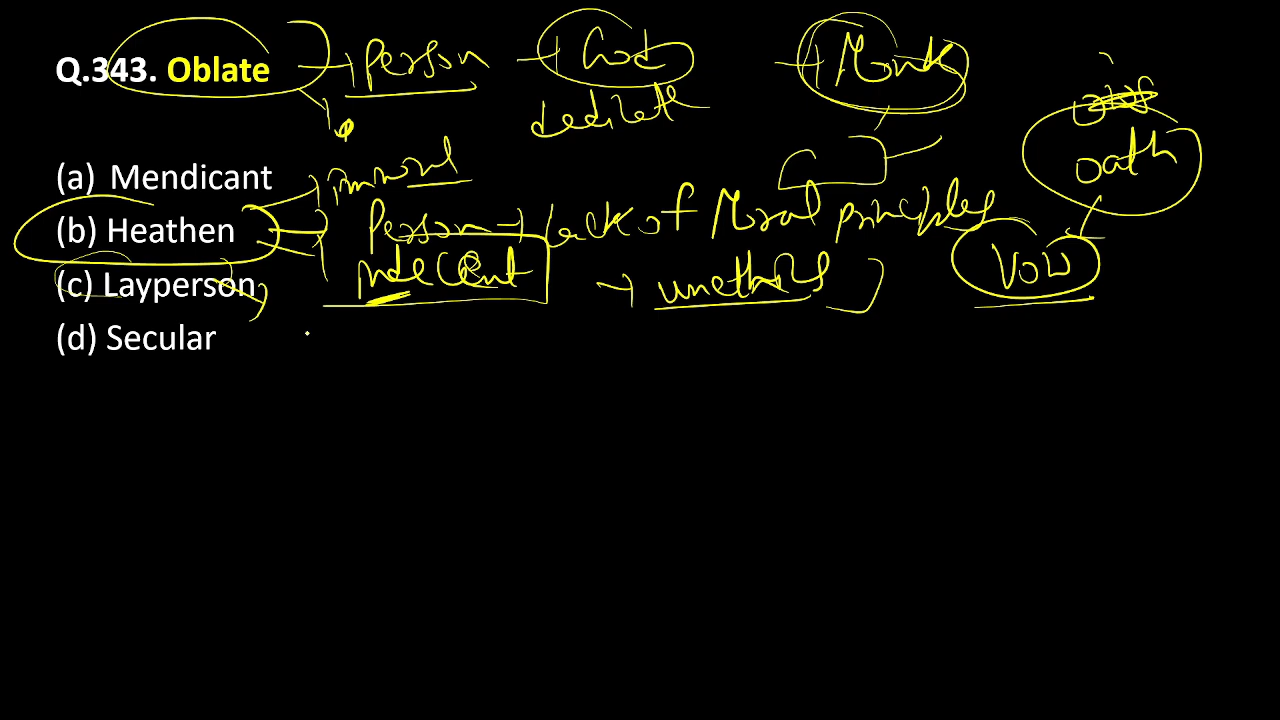 Q.343. Oblate → Person → God → Monk
dedicate
oath
(a) Mendicant
immoral
(b) Heathen Person → lack of Moral principles
indecent → unethics vow
(c) Layperson
(d) Secular